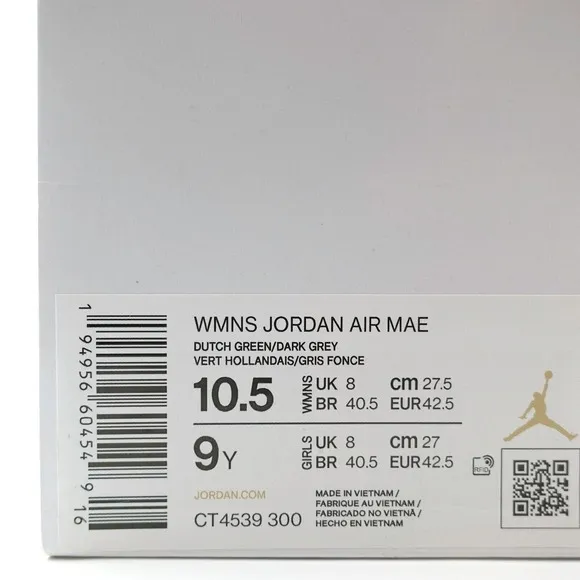 WMNS JORDAN AIR MAE
DUTCH GREEN/DARK GREY
VERT HOLLANDAIS/GRIS FONCE
10.5 WMNS UK 8 cm 27.5
BR 40.5 EUR 42.5
9Y GIRLS UK 8 cm 27
BR 40.5 EUR 42.5
RFID
JORDAN.COM
CT4539 300
MADE IN VIETNAM /
FABRIQUE AU VIETNAM /
FABRICADO NO VIETNÃ /
HECHO EN VIETNAM
1 94956 60454 9 16